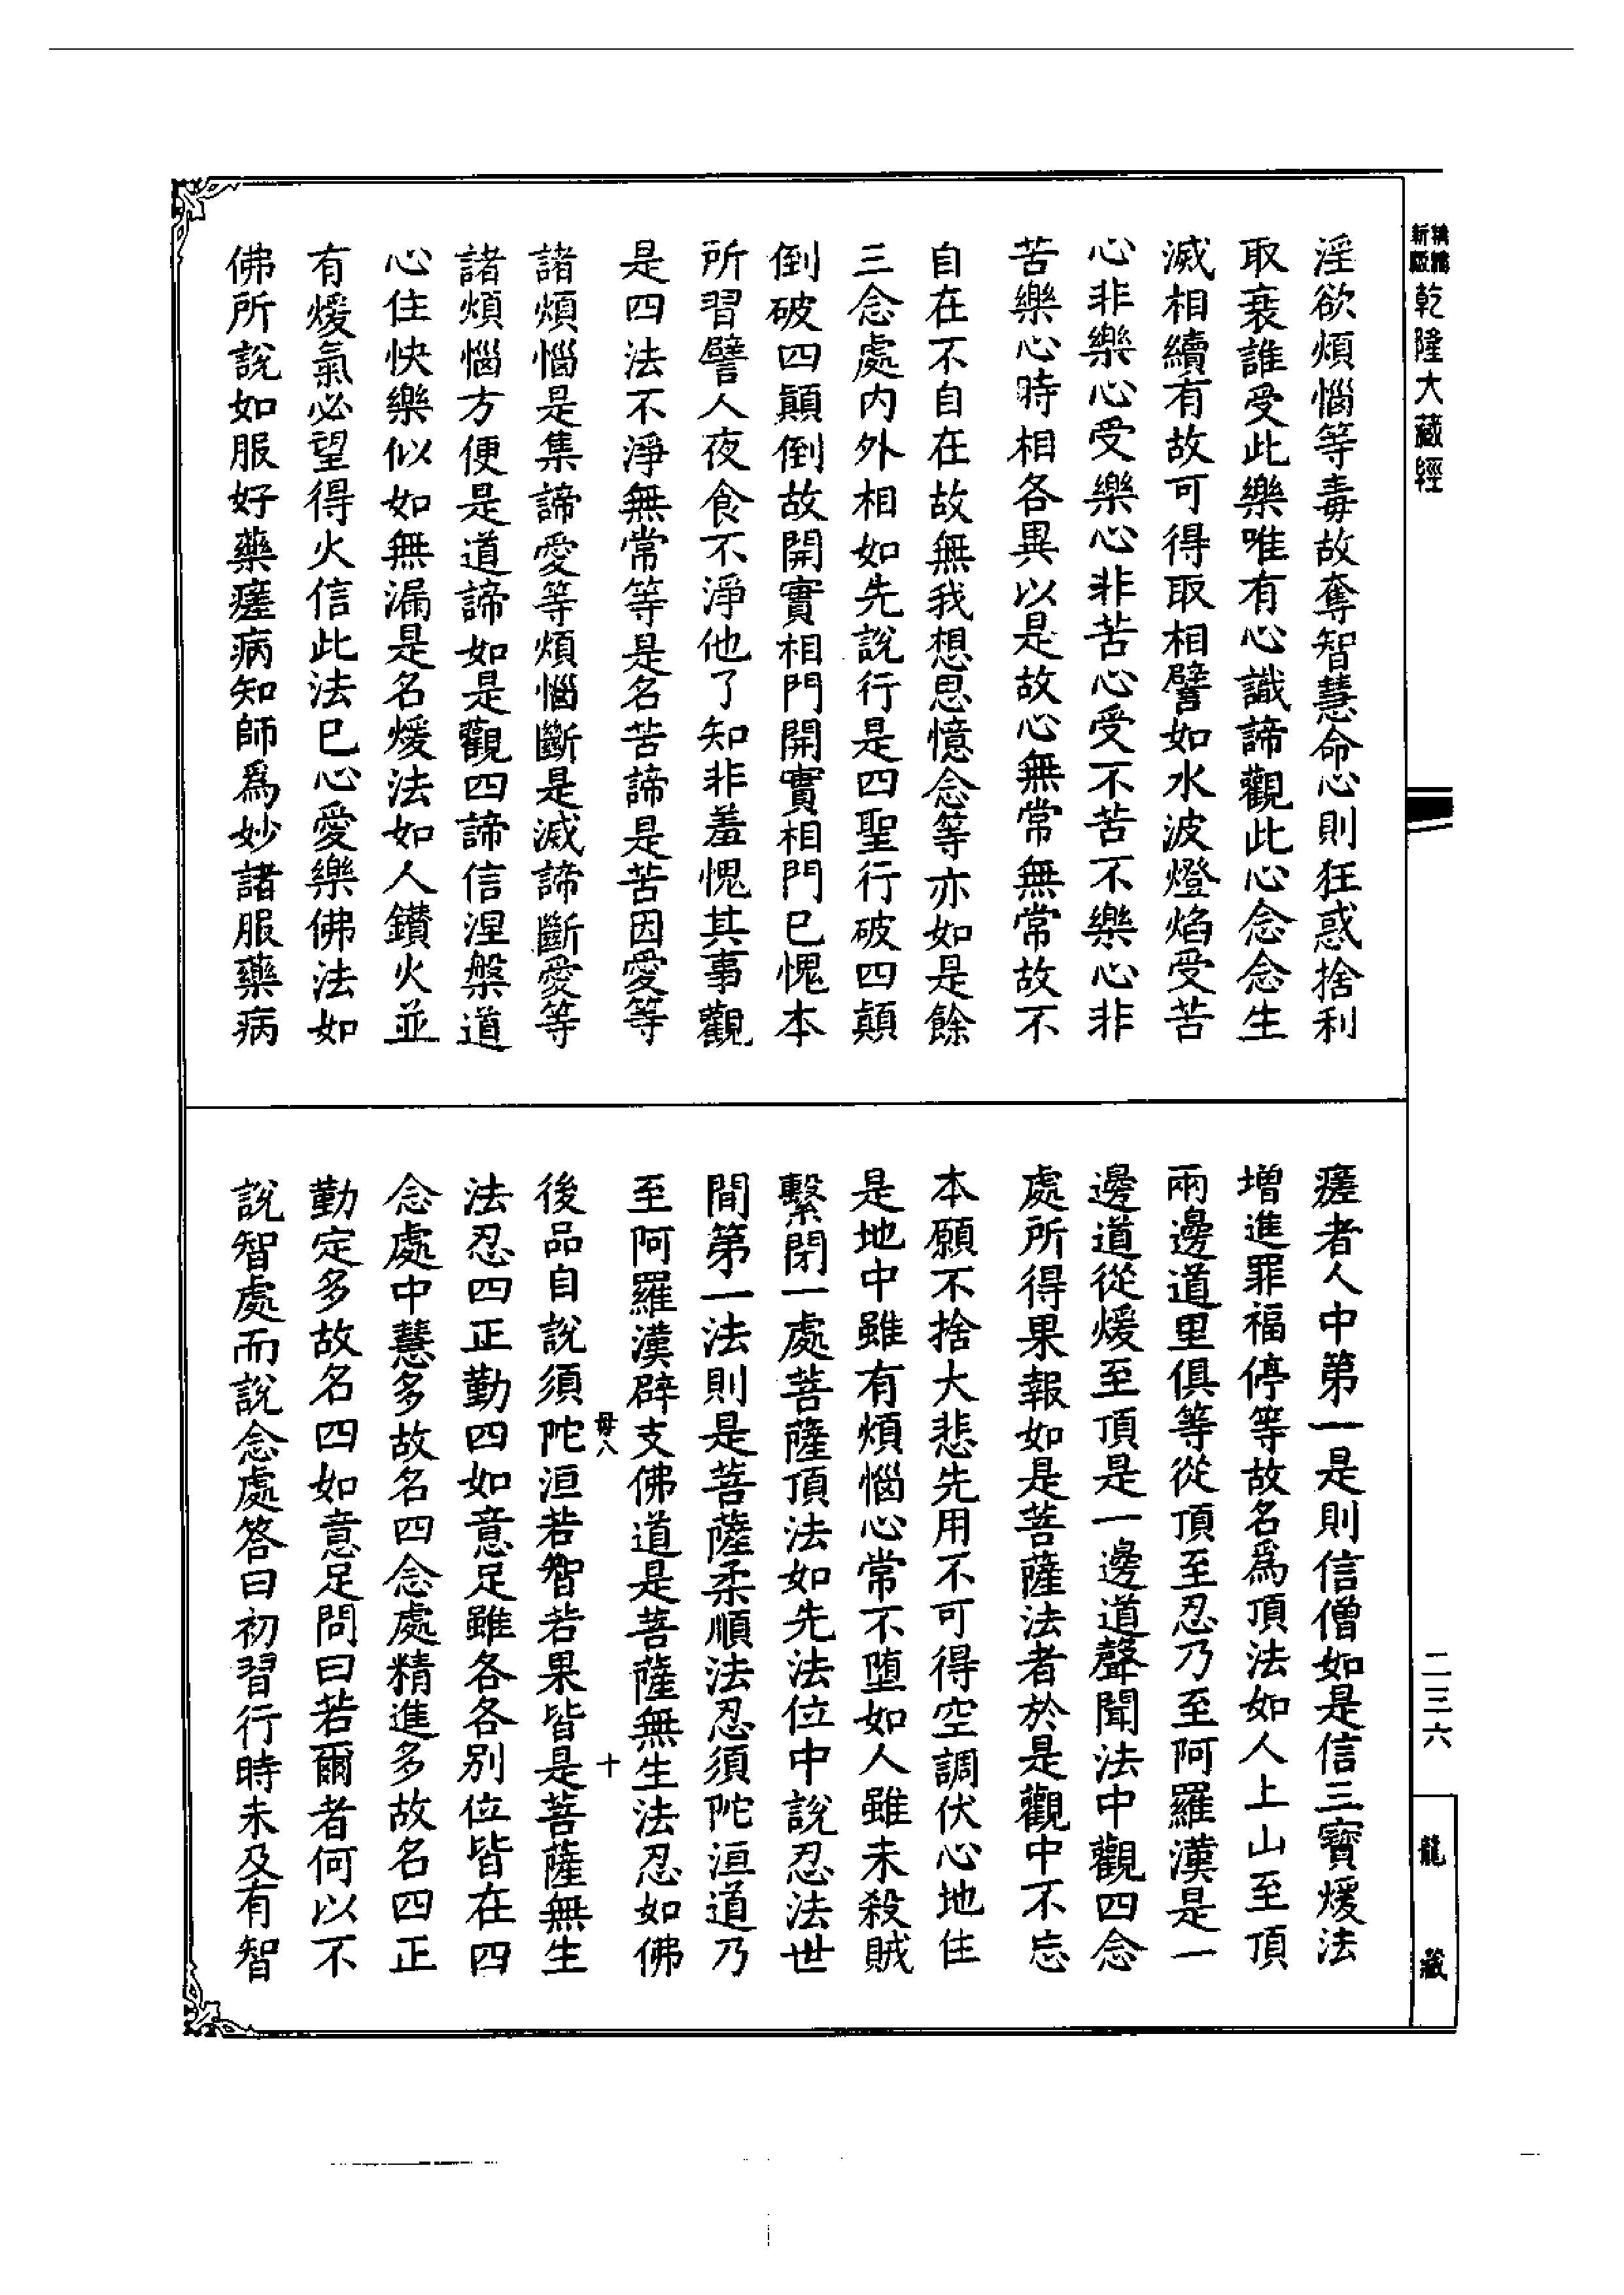 乾隆大藏經
淫欲煩惱等毒故奪智慧命心則狂惑捨利
取衰誰受此樂唯有心識諦觀此心念念生
滅相續有故可得取相譬如水波燈焰受苦
心非樂心受樂心非苦心受不苦不樂心非
苦樂心時相各異以是故心無常無常故不
自在不自在故無我想思憶念等亦如是餘
三念處內外相如先說行是四聖行破四顛
倒破四顛倒故開實相門開實相門已愧本
所習譬人夜食不淨他了知非羞愧其事觀
是四法不淨無常等是名苦諦是苦因愛等
諸煩惱是集諦愛等煩惱斷是滅諦斷愛等
諸煩惱方便是道諦如是觀四諦信涅槃道
心住快樂似如無漏是名煖法如人鑽火並
有煖氣必望得火信此法已心愛樂佛法如
佛所說如服好藥瘥病知師為妙諸服藥病
瘥者人中第一是則信僧如是信三寶煖法
增進罪福停等故名為頂法如人上山至頂
兩邊道里俱等從頂至忍乃至阿羅漢是一
邊道從煖至頂是一邊道聲聞法中觀四念
處所得果報如是菩薩法者於是觀中不忘
本願不捨大悲先用不可得空調伏心地住
是地中雖有煩惱心常不墮如人雖未殺賊
繫閉一處菩薩頂法如先法位中說忍法世
間第一法則是菩薩柔順法忍須陀洹道乃
至阿羅漢辟支佛道是菩薩無生法忍如佛
毋八
十
後品自說須陀洹若智若果皆是菩薩無生
法忍四正勤四如意足雖各各別位皆在四
念處中慧多故名四念處精進多故名四正
勤定多故名四如意足問曰若爾者何以不
說智處而說念處答曰初習行時未及有智
二三六
龍
藏